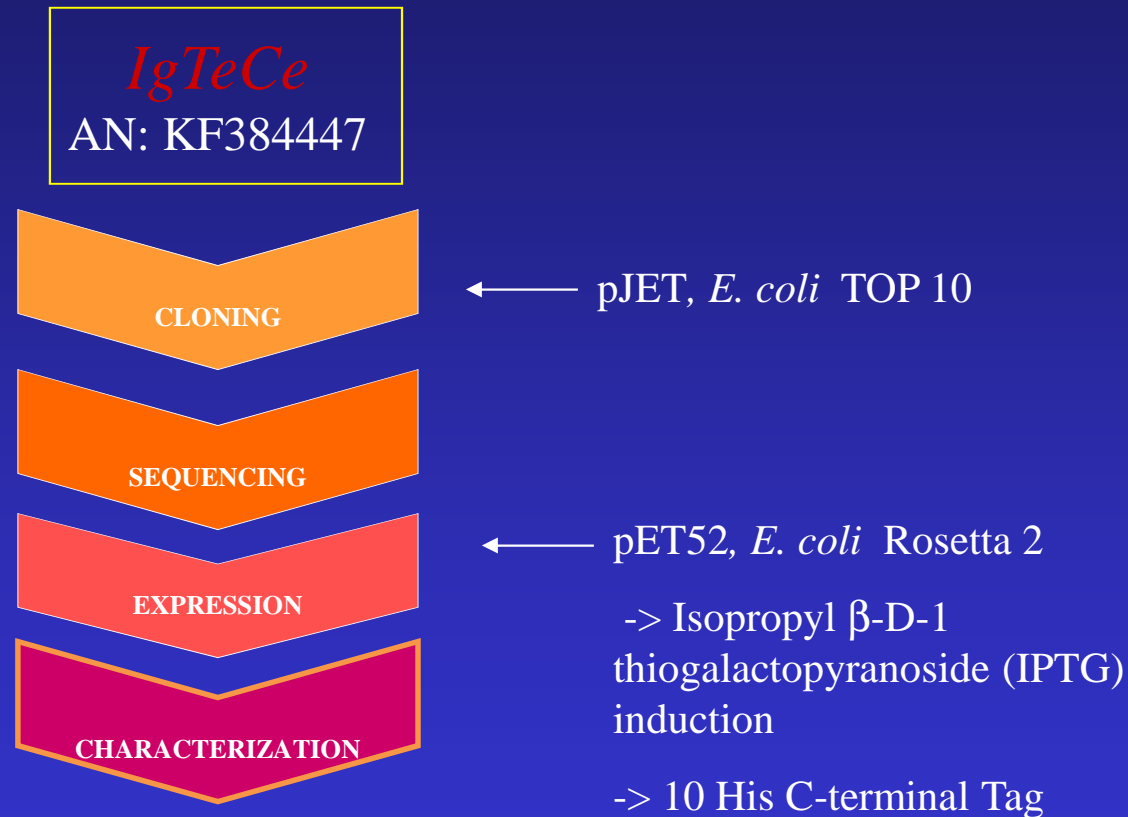 IgTeCe
AN: KF384447
CLONING
pJET, E. coli TOP 10
SEQUENCING
EXPRESSION
pET52, E. coli Rosetta 2
-> Isopropyl β-D-1
thiogalactopyranoside (IPTG)
induction
-> 10 His C-terminal Tag
CHARACTERIZATION